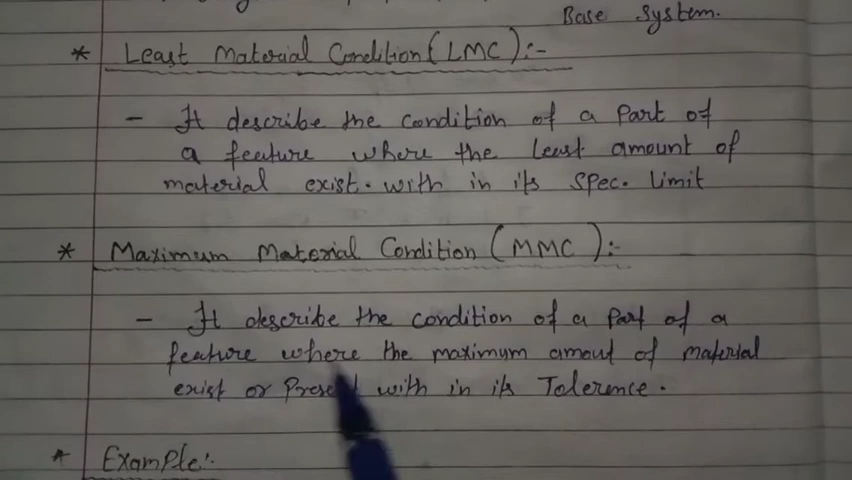 Base System.
* Least Material Condition (LMC) :-
- It describe the condition of a Part of
a feature where the least amount of
material exist. with in its Spec. limit
* Maximum Material Condition (MMC) :-
- It describe the condition of a Part of a
feature where the maximum amout of material
exist or Present with in its Tolerence.
* Example :